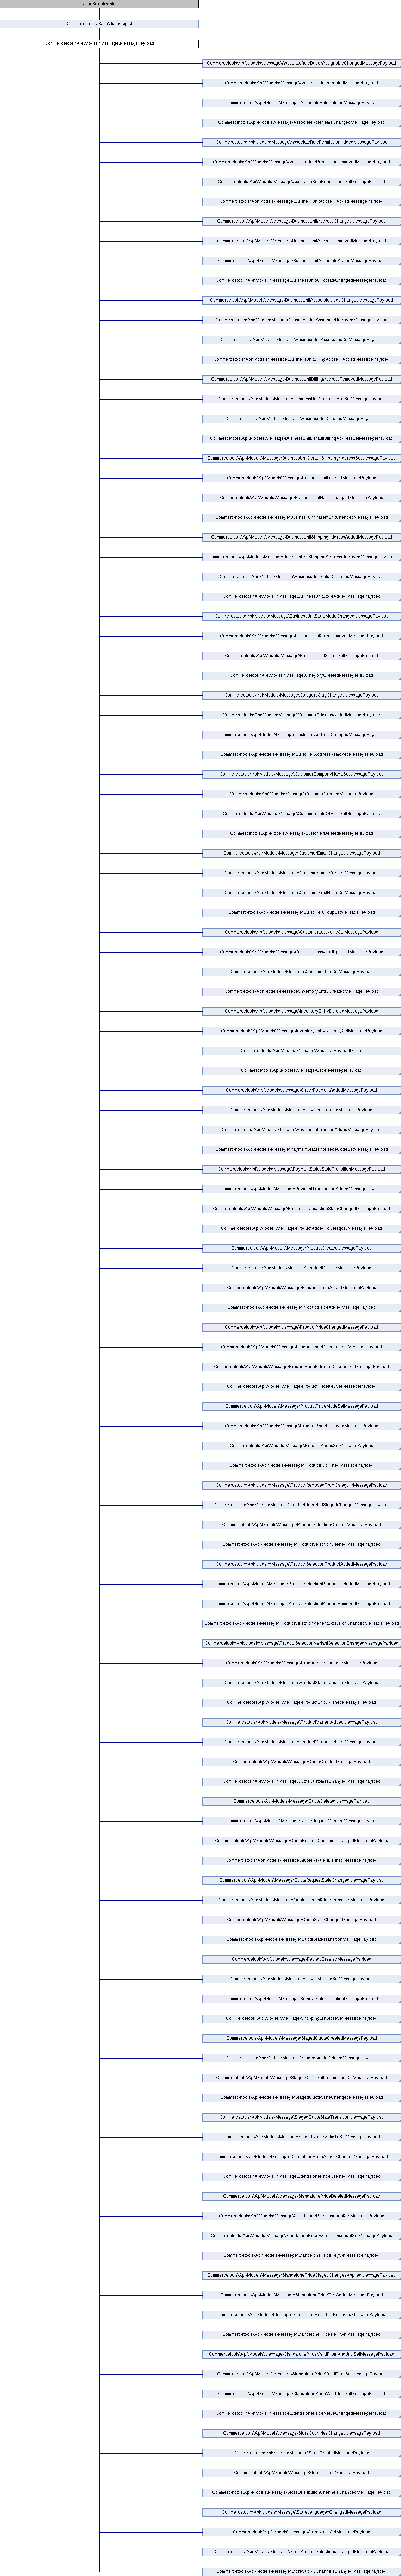 JsonSerializable
Commercetools\Base\JsonObject
Commercetools\Api\Models\Message\MessagePayload
Commercetools\Api\Models\Message\AssociateRoleBuyerAssignableChangedMessagePayload
Commercetools\Api\Models\Message\AssociateRoleCreatedMessagePayload
Commercetools\Api\Models\Message\AssociateRoleDeletedMessagePayload
Commercetools\Api\Models\Message\AssociateRoleNameChangedMessagePayload
Commercetools\Api\Models\Message\AssociateRolePermissionAddedMessagePayload
Commercetools\Api\Models\Message\AssociateRolePermissionRemovedMessagePayload
Commercetools\Api\Models\Message\AssociateRolePermissionsSetMessagePayload
Commercetools\Api\Models\Message\BusinessUnitAddressAddedMessagePayload
Commercetools\Api\Models\Message\BusinessUnitAddressChangedMessagePayload
Commercetools\Api\Models\Message\BusinessUnitAddressRemovedMessagePayload
Commercetools\Api\Models\Message\BusinessUnitAssociateAddedMessagePayload
Commercetools\Api\Models\Message\BusinessUnitAssociateChangedMessagePayload
Commercetools\Api\Models\Message\BusinessUnitAssociateModeChangedMessagePayload
Commercetools\Api\Models\Message\BusinessUnitAssociateRemovedMessagePayload
Commercetools\Api\Models\Message\BusinessUnitAssociatesSetMessagePayload
Commercetools\Api\Models\Message\BusinessUnitBillingAddressAddedMessagePayload
Commercetools\Api\Models\Message\BusinessUnitBillingAddressRemovedMessagePayload
Commercetools\Api\Models\Message\BusinessUnitContactEmailSetMessagePayload
Commercetools\Api\Models\Message\BusinessUnitCreatedMessagePayload
Commercetools\Api\Models\Message\BusinessUnitDefaultBillingAddressSetMessagePayload
Commercetools\Api\Models\Message\BusinessUnitDefaultShippingAddressSetMessagePayload
Commercetools\Api\Models\Message\BusinessUnitDeletedMessagePayload
Commercetools\Api\Models\Message\BusinessUnitNameChangedMessagePayload
Commercetools\Api\Models\Message\BusinessUnitParentUnitChangedMessagePayload
Commercetools\Api\Models\Message\BusinessUnitShippingAddressAddedMessagePayload
Commercetools\Api\Models\Message\BusinessUnitShippingAddressRemovedMessagePayload
Commercetools\Api\Models\Message\BusinessUnitStatusChangedMessagePayload
Commercetools\Api\Models\Message\BusinessUnitStoreAddedMessagePayload
Commercetools\Api\Models\Message\BusinessUnitStoreModeChangedMessagePayload
Commercetools\Api\Models\Message\BusinessUnitStoreRemovedMessagePayload
Commercetools\Api\Models\Message\BusinessUnitStoresSetMessagePayload
Commercetools\Api\Models\Message\CategoryCreatedMessagePayload
Commercetools\Api\Models\Message\CategorySlugChangedMessagePayload
Commercetools\Api\Models\Message\CustomerAddressAddedMessagePayload
Commercetools\Api\Models\Message\CustomerAddressChangedMessagePayload
Commercetools\Api\Models\Message\CustomerAddressRemovedMessagePayload
Commercetools\Api\Models\Message\CustomerCompanyNameSetMessagePayload
Commercetools\Api\Models\Message\CustomerCreatedMessagePayload
Commercetools\Api\Models\Message\CustomerDateOfBirthSetMessagePayload
Commercetools\Api\Models\Message\CustomerDeletedMessagePayload
Commercetools\Api\Models\Message\CustomerEmailChangedMessagePayload
Commercetools\Api\Models\Message\CustomerEmailVerifiedMessagePayload
Commercetools\Api\Models\Message\CustomerFirstNameSetMessagePayload
Commercetools\Api\Models\Message\CustomerGroupSetMessagePayload
Commercetools\Api\Models\Message\CustomerLastNameSetMessagePayload
Commercetools\Api\Models\Message\CustomerPasswordUpdatedMessagePayload
Commercetools\Api\Models\Message\CustomerTitleSetMessagePayload
Commercetools\Api\Models\Message\InventoryEntryCreatedMessagePayload
Commercetools\Api\Models\Message\InventoryEntryDeletedMessagePayload
Commercetools\Api\Models\Message\InventoryEntryQuantitySetMessagePayload
Commercetools\Api\Models\Message\MessagePayloadModel
Commercetools\Api\Models\Message\OrderMessagePayload
Commercetools\Api\Models\Message\OrderPaymentAddedMessagePayload
Commercetools\Api\Models\Message\PaymentCreatedMessagePayload
Commercetools\Api\Models\Message\PaymentInteractionAddedMessagePayload
Commercetools\Api\Models\Message\PaymentStatusInterfaceCodeSetMessagePayload
Commercetools\Api\Models\Message\PaymentStatusStateTransitionMessagePayload
Commercetools\Api\Models\Message\PaymentTransactionAddedMessagePayload
Commercetools\Api\Models\Message\PaymentTransactionStateChangedMessagePayload
Commercetools\Api\Models\Message\ProductAddedToCategoryMessagePayload
Commercetools\Api\Models\Message\ProductCreatedMessagePayload
Commercetools\Api\Models\Message\ProductDeletedMessagePayload
Commercetools\Api\Models\Message\ProductImageAddedMessagePayload
Commercetools\Api\Models\Message\ProductPriceAddedMessagePayload
Commercetools\Api\Models\Message\ProductPriceChangedMessagePayload
Commercetools\Api\Models\Message\ProductPriceDiscountsSetMessagePayload
Commercetools\Api\Models\Message\ProductPriceExternalDiscountSetMessagePayload
Commercetools\Api\Models\Message\ProductPriceKeySetMessagePayload
Commercetools\Api\Models\Message\ProductPriceModeSetMessagePayload
Commercetools\Api\Models\Message\ProductPriceRemovedMessagePayload
Commercetools\Api\Models\Message\ProductPricesSetMessagePayload
Commercetools\Api\Models\Message\ProductPublishedMessagePayload
Commercetools\Api\Models\Message\ProductRemovedFromCategoryMessagePayload
Commercetools\Api\Models\Message\ProductRevertedStagedChangesMessagePayload
Commercetools\Api\Models\Message\ProductSelectionCreatedMessagePayload
Commercetools\Api\Models\Message\ProductSelectionDeletedMessagePayload
Commercetools\Api\Models\Message\ProductSelectionProductAddedMessagePayload
Commercetools\Api\Models\Message\ProductSelectionProductExcludedMessagePayload
Commercetools\Api\Models\Message\ProductSelectionProductRemovedMessagePayload
Commercetools\Api\Models\Message\ProductSelectionVariantExclusionChangedMessagePayload
Commercetools\Api\Models\Message\ProductSelectionVariantSelectionChangedMessagePayload
Commercetools\Api\Models\Message\ProductSlugChangedMessagePayload
Commercetools\Api\Models\Message\ProductStateTransitionMessagePayload
Commercetools\Api\Models\Message\ProductUnpublishedMessagePayload
Commercetools\Api\Models\Message\ProductVariantAddedMessagePayload
Commercetools\Api\Models\Message\ProductVariantDeletedMessagePayload
Commercetools\Api\Models\Message\QuoteCreatedMessagePayload
Commercetools\Api\Models\Message\QuoteCustomerChangedMessagePayload
Commercetools\Api\Models\Message\QuoteDeletedMessagePayload
Commercetools\Api\Models\Message\QuoteRequestCreatedMessagePayload
Commercetools\Api\Models\Message\QuoteRequestCustomerChangedMessagePayload
Commercetools\Api\Models\Message\QuoteRequestDeletedMessagePayload
Commercetools\Api\Models\Message\QuoteRequestStateChangedMessagePayload
Commercetools\Api\Models\Message\QuoteRequestStateTransitionMessagePayload
Commercetools\Api\Models\Message\QuoteStateChangedMessagePayload
Commercetools\Api\Models\Message\QuoteStateTransitionMessagePayload
Commercetools\Api\Models\Message\ReviewCreatedMessagePayload
Commercetools\Api\Models\Message\ReviewRatingSetMessagePayload
Commercetools\Api\Models\Message\ReviewStateTransitionMessagePayload
Commercetools\Api\Models\Message\ShoppingListStoreSetMessagePayload
Commercetools\Api\Models\Message\StagedQuoteCreatedMessagePayload
Commercetools\Api\Models\Message\StagedQuoteDeletedMessagePayload
Commercetools\Api\Models\Message\StagedQuoteSellerCommentSetMessagePayload
Commercetools\Api\Models\Message\StagedQuoteStateChangedMessagePayload
Commercetools\Api\Models\Message\StagedQuoteStateTransitionMessagePayload
Commercetools\Api\Models\Message\StagedQuoteValidToSetMessagePayload
Commercetools\Api\Models\Message\StandalonePriceActiveChangedMessagePayload
Commercetools\Api\Models\Message\StandalonePriceCreatedMessagePayload
Commercetools\Api\Models\Message\StandalonePriceDeletedMessagePayload
Commercetools\Api\Models\Message\StandalonePriceDiscountSetMessagePayload
Commercetools\Api\Models\Message\StandalonePriceExternalDiscountSetMessagePayload
Commercetools\Api\Models\Message\StandalonePriceKeySetMessagePayload
Commercetools\Api\Models\Message\StandalonePriceStagedChangesAppliedMessagePayload
Commercetools\Api\Models\Message\StandalonePriceTierAddedMessagePayload
Commercetools\Api\Models\Message\StandalonePriceTierRemovedMessagePayload
Commercetools\Api\Models\Message\StandalonePriceTiersSetMessagePayload
Commercetools\Api\Models\Message\StandalonePriceValidFromAndUntilSetMessagePayload
Commercetools\Api\Models\Message\StandalonePriceValidFromSetMessagePayload
Commercetools\Api\Models\Message\StandalonePriceValidUntilSetMessagePayload
Commercetools\Api\Models\Message\StandalonePriceValueChangedMessagePayload
Commercetools\Api\Models\Message\StoreCountriesChangedMessagePayload
Commercetools\Api\Models\Message\StoreCreatedMessagePayload
Commercetools\Api\Models\Message\StoreDeletedMessagePayload
Commercetools\Api\Models\Message\StoreDistributionChannelsChangedMessagePayload
Commercetools\Api\Models\Message\StoreLanguagesChangedMessagePayload
Commercetools\Api\Models\Message\StoreNameSetMessagePayload
Commercetools\Api\Models\Message\StoreProductSelectionsChangedMessagePayload
Commercetools\Api\Models\Message\StoreSupplyChannelsChangedMessagePayload